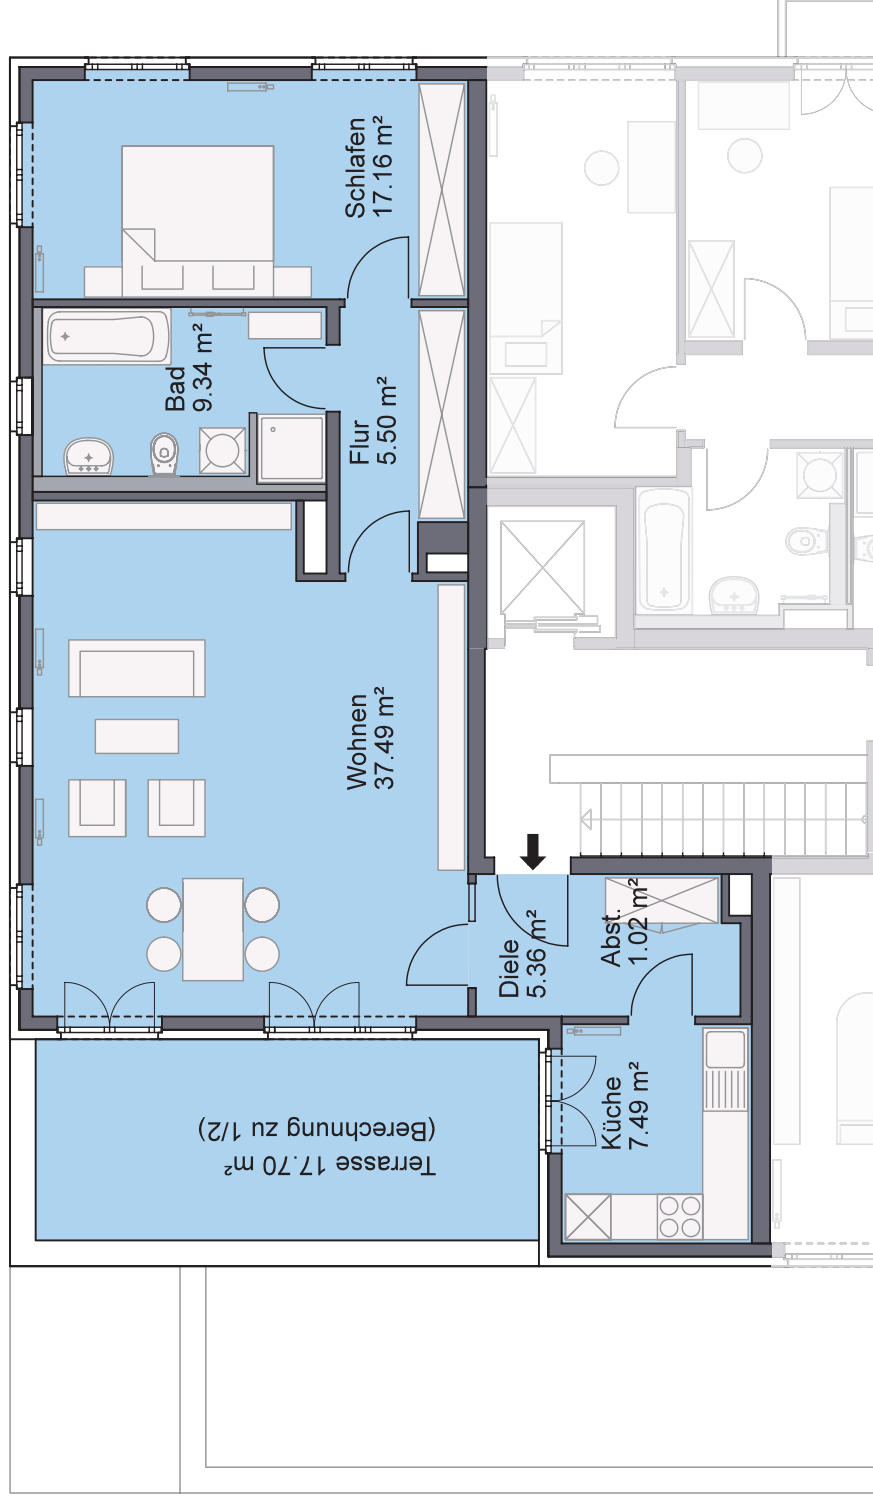 Schlafen
17.16 m²
Bad
9.34 m²
Flur
5.50 m²
Wohnen
37.49 m²
Diele
5.36 m²
Abst.
1.02 m²
Küche
7.49 m²
Terrasse 17.70 m²
(Berechnung zu 1/2)